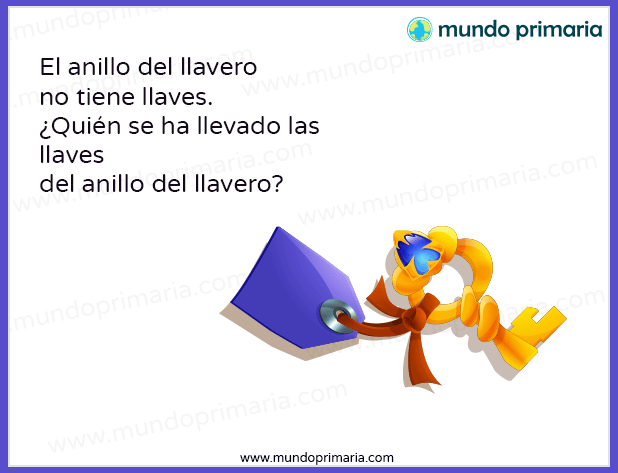 mundo primaria
El anillo del llavero
no tiene llaves.
¿Quién se ha llevado las
llaves
del anillo del llavero?
www.mundoprimaria.com